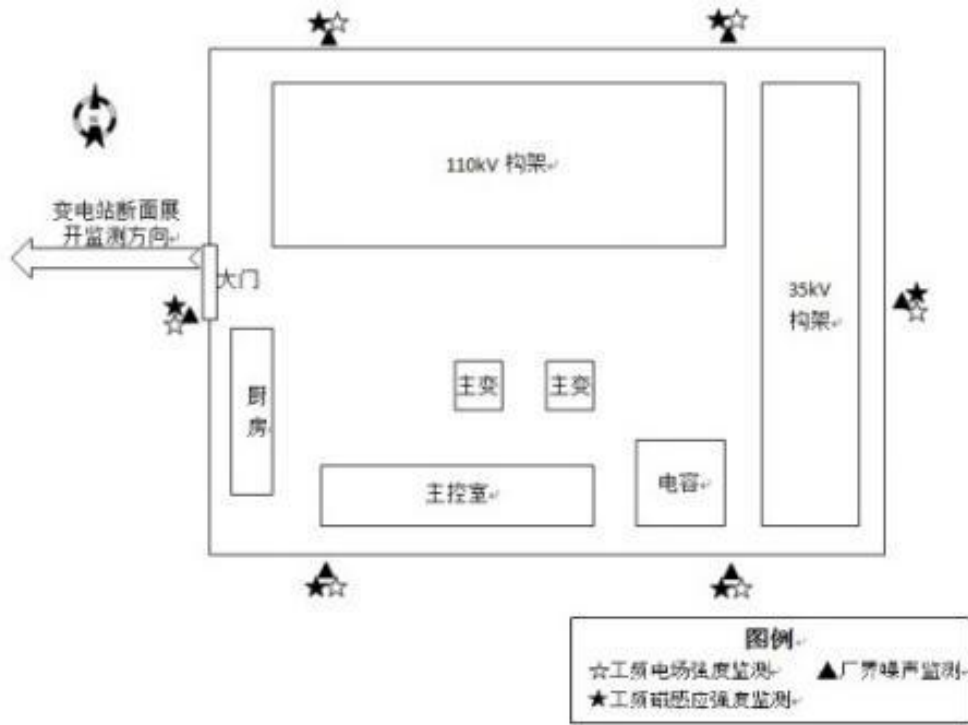 110kV 构架
变电站断面展
开监测方向
大门
35kV
构架
厨
房
主变
主变
主控室
电容
图例
☆工频电场强度监测 ▲厂界噪声监测
★工频磁感应强度监测